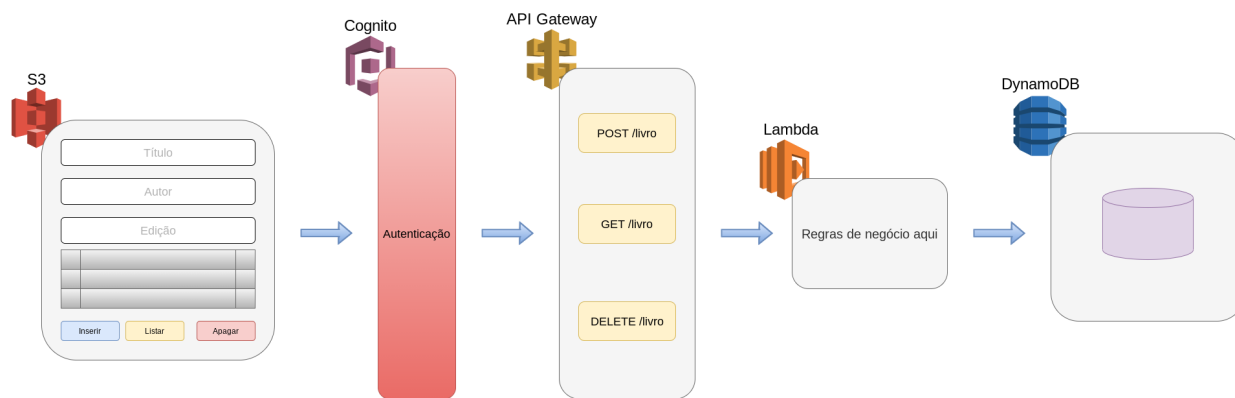 S3
Título
Autor
Edição
Inserir
Listar
Apagar
Cognito
Autenticação
API Gateway
POST /livro
GET /livro
DELETE /livro
Lambda
Regras de negócio aqui
DynamoDB